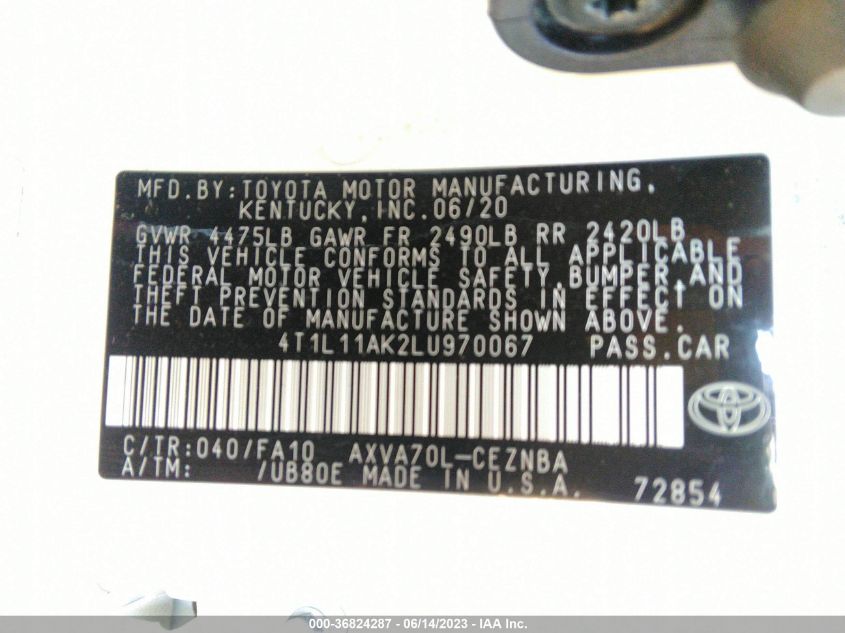 MFD.BY:TOYOTA MOTOR MANUFACTURING,
KENTUCKY,INC.06/20
GVWR 4475LB GAWR FR 2490LB RR 2420LB
THIS VEHICLE CONFORMS TO ALL APPLICABLE
FEDERAL MOTOR VEHICLE SAFETY,BUMPER,AND
THEFT PREVENTION STANDARDS IN EFFECT ON
THE DATE OF MANUFACTURE SHOWN ABOVE.
4T1L11AK2LU970067 PASS.CAR
C/TR:040/FA10 AXVA70L-CEZNBA
A/TM: /UB80E MADE IN U.S.A. 72854
000-36824287 - 06/14/2023 - IAA Inc.